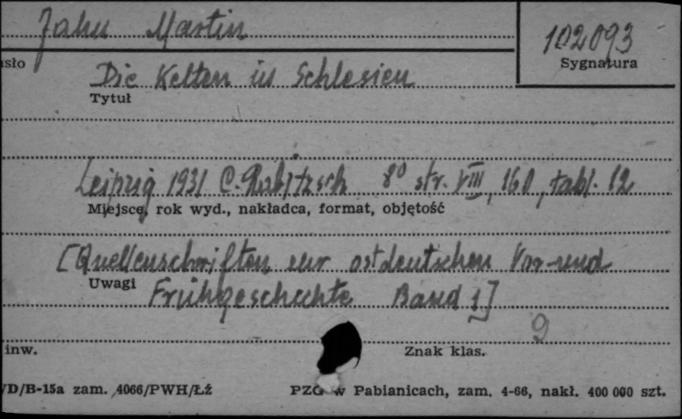 Jahn Martin
102093
Sygnatura
sło
Die Kelten in Schlesien
Tytuł
Leipzig 1931 C. Rabitzsch 8° str. VIII, 160, tabl. 12
Miejsce, rok wyd., nakładca, format, objętość
[Quellenschriften zur ostdeutschen Vor- und
Uwagi
Frühgeschichte Band 1]
9
inw.
Znak klas.
/D/B-15a zam. 4066/PWH/Łź
PZG w Pabianicach, zam. 4-66, nakł. 400 000 szt.